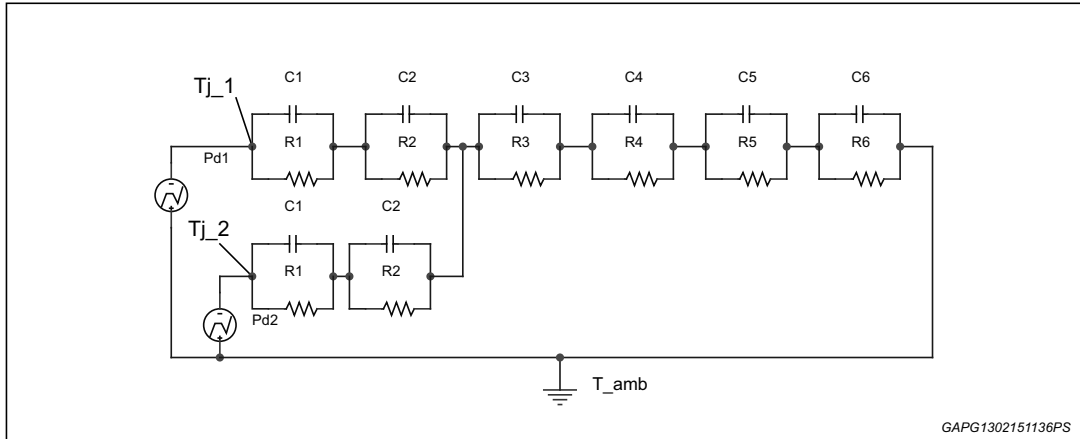 C1 C2 C3 C4 C5 C6
Tj_1
R1 R2 R3 R4 R5 R6
Pd1
C1 C2
Tj_2
R1 R2
Pd2
T_amb
GAPG1302151136PS